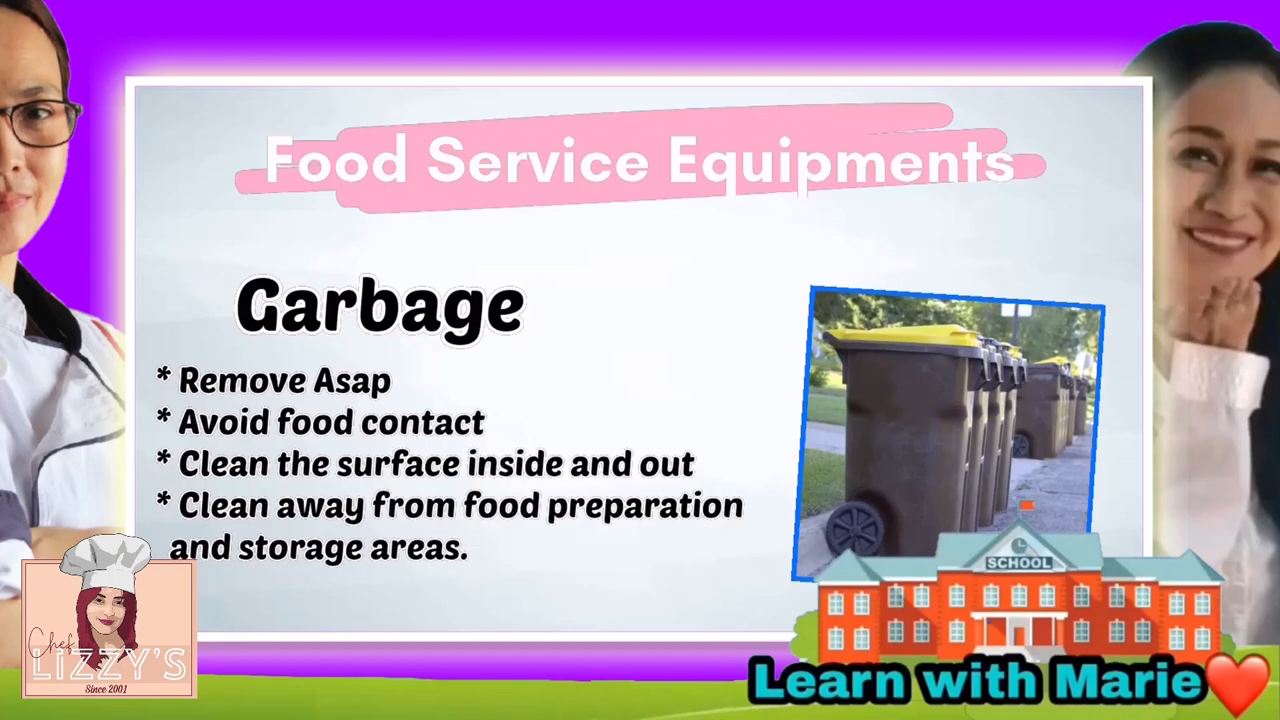 Food Service Equipments
Garbage
* Remove Asap
* Avoid food contact
* Clean the surface inside and out
* Clean away from food preparation
and storage areas.
SCHOOL
Chef
LIZZY'S
Since 2001
Learn with Marie